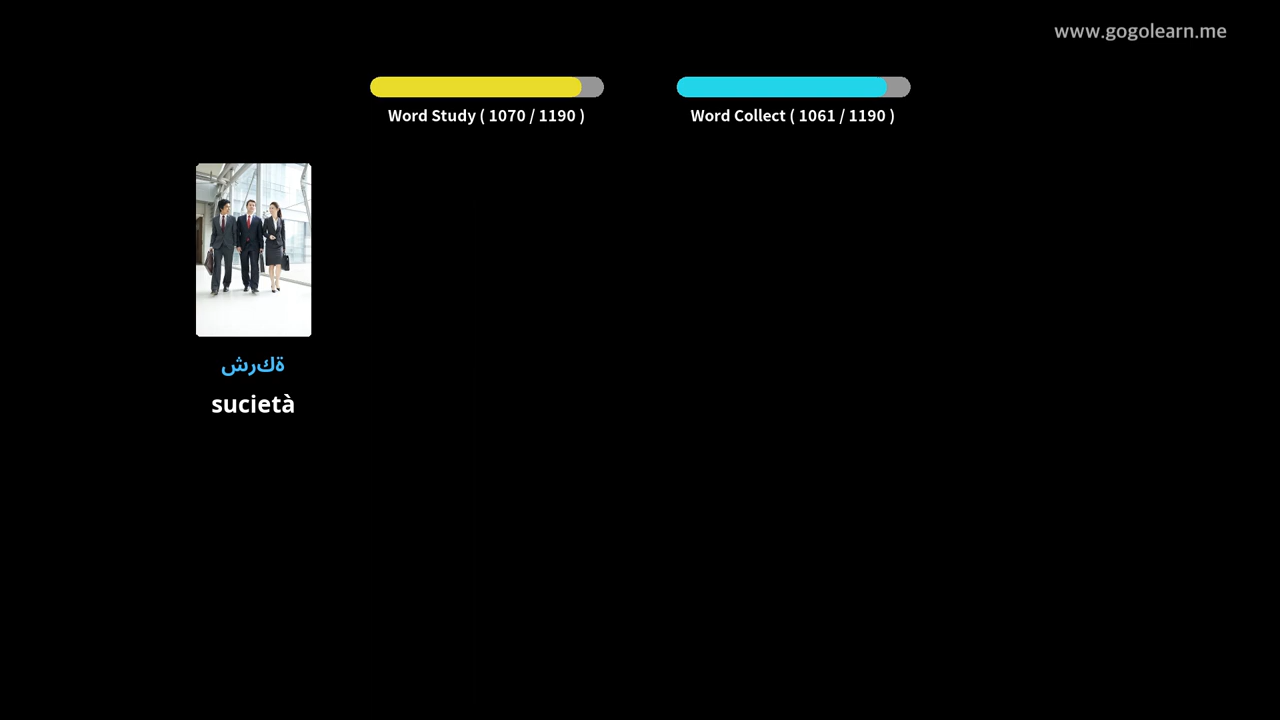 www.gogolearn.me
Word Study ( 1070 / 1190 )
Word Collect ( 1061 / 1190 )
ةكرش
sucietà